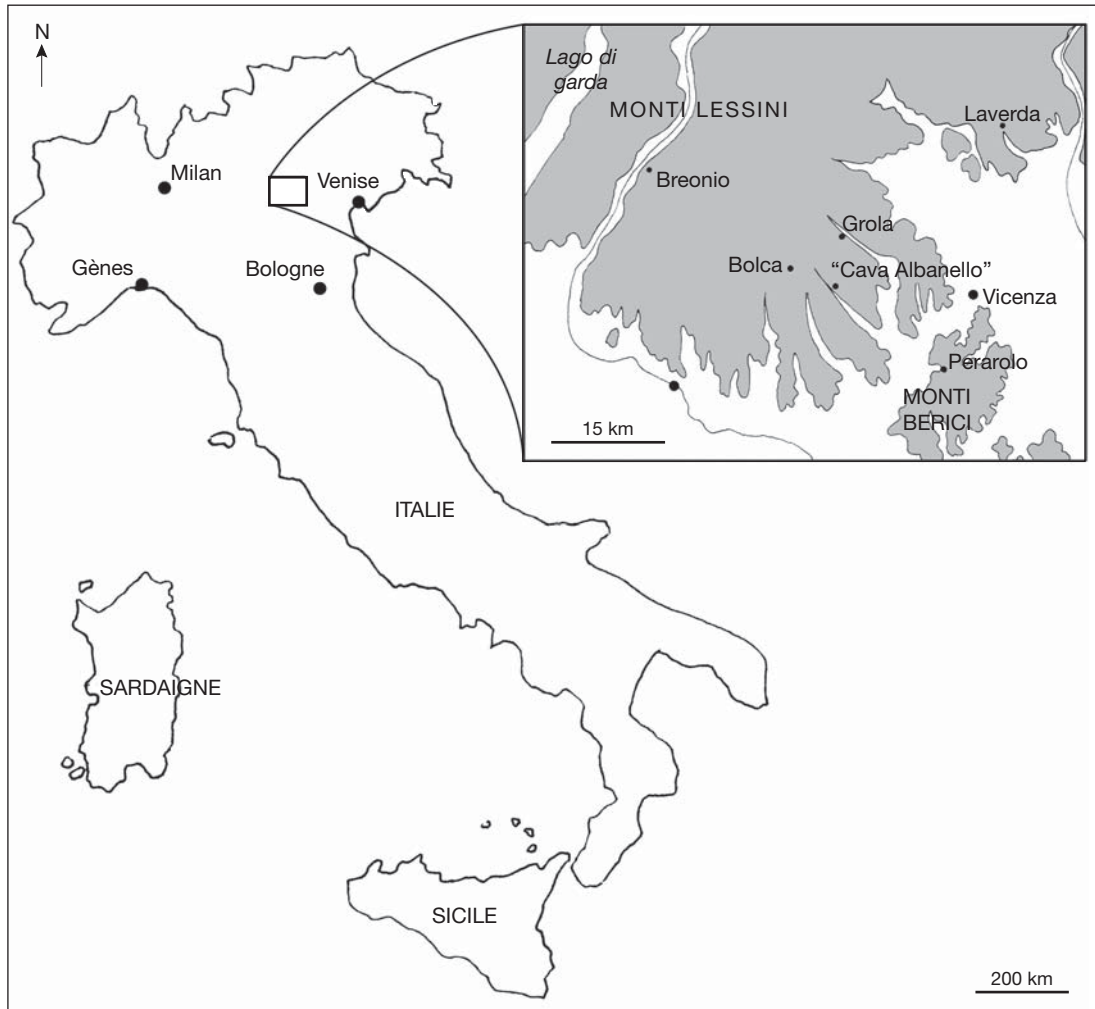 N
Milan
Venise
Gènes
Bologne
ITALIE
SARDAIGNE
SICILE
200 km
Lago di
garda
MONTI LESSINI
Laverda
Breonio
Grola
Bolca
“Cava Albanello”
Vicenza
Perarolo
MONTI
BERICI
15 km